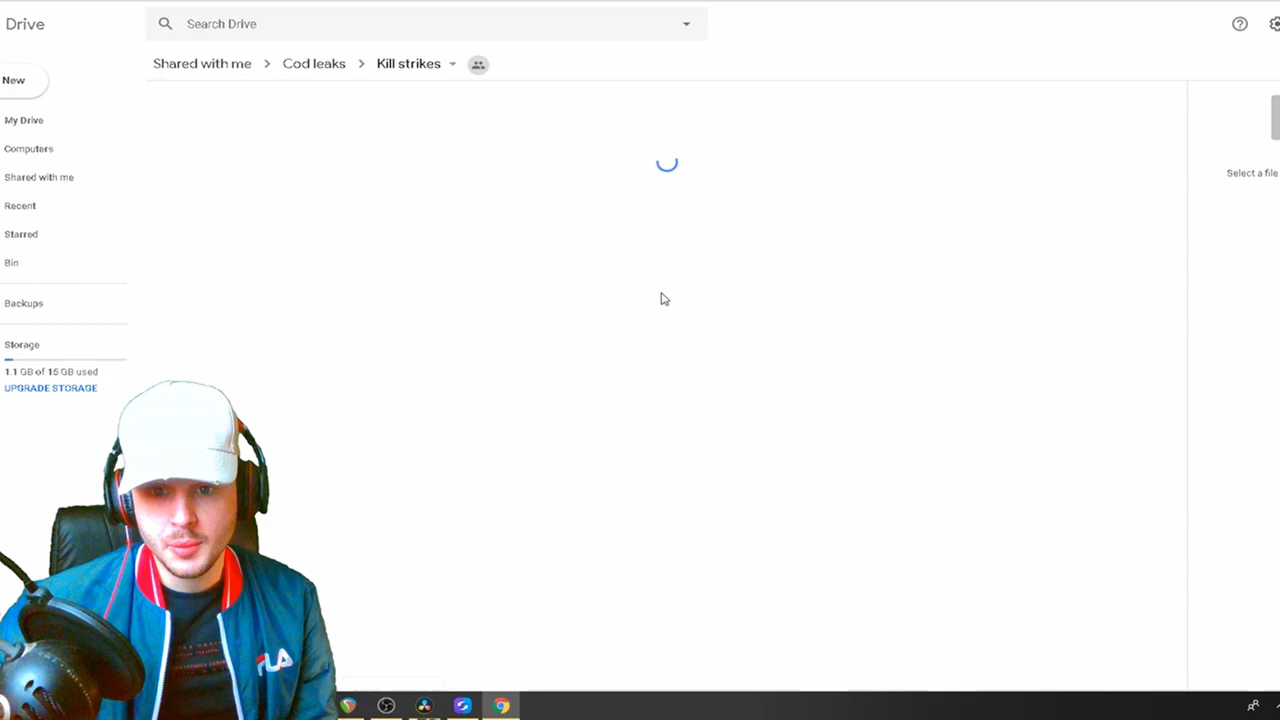 Drive
Search Drive
Shared with me > Cod leaks > Kill strikes
New
My Drive
Computers
Shared with me
Recent
Starred
Bin
Backups
Storage
1.1 GB of 15 GB used
UPGRADE STORAGE
Select a file
FILA